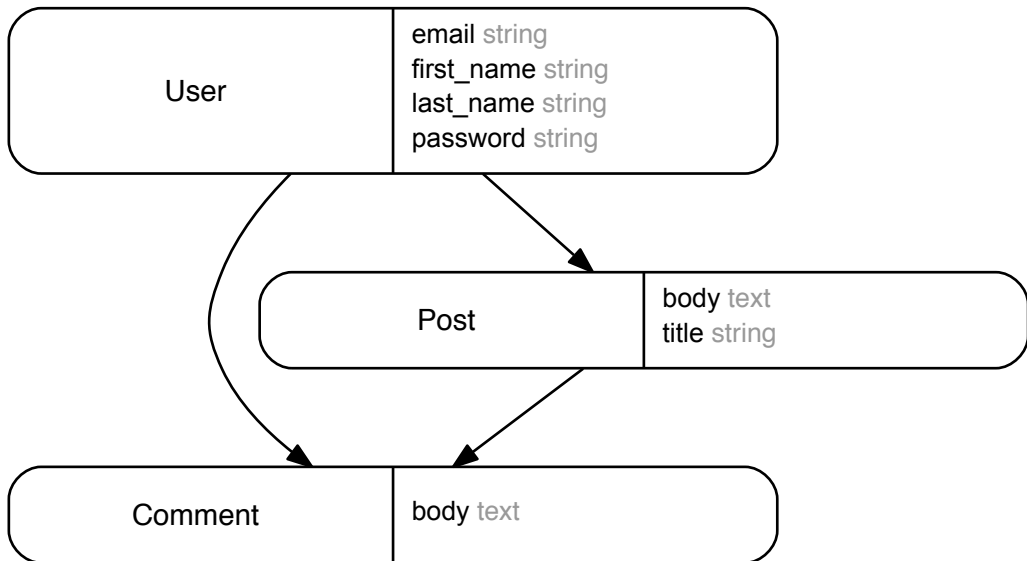 User
email string
first_name string
last_name string
password string
Post
body text
title string
Comment
body text